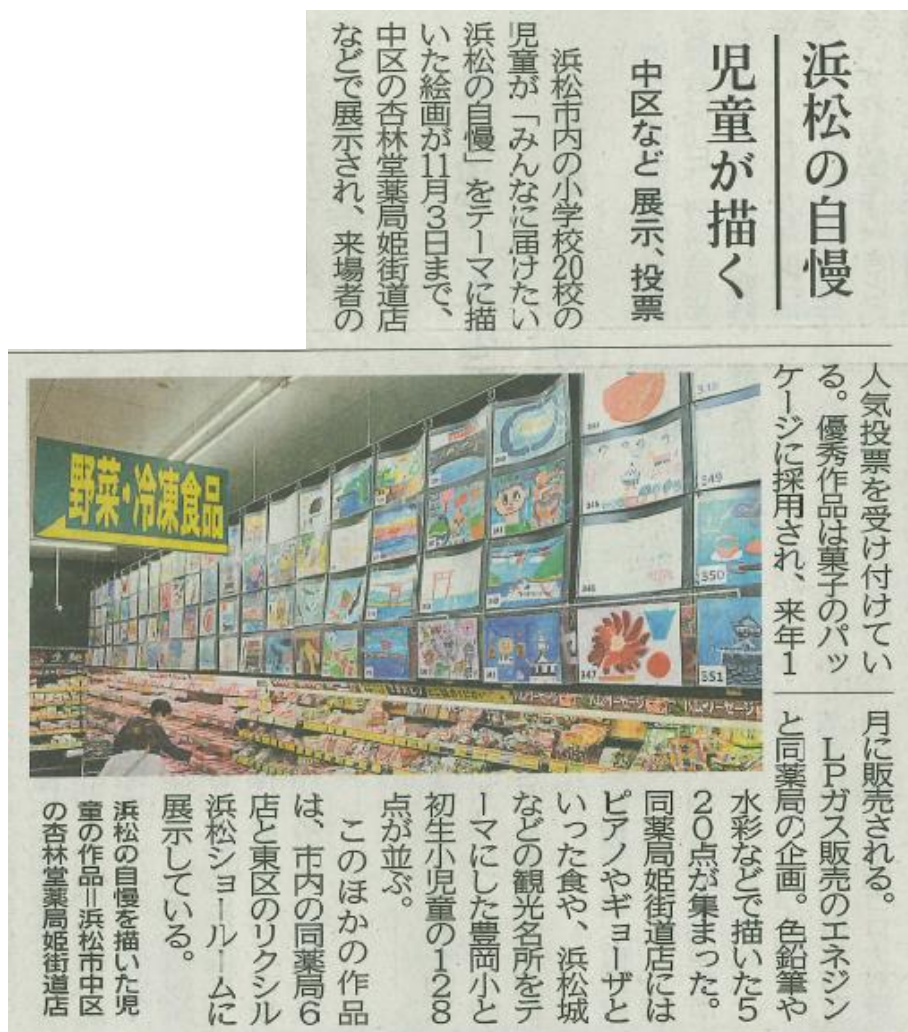 浜松の自慢
児童が描く
中区など 展示、投票
浜松市内の小学校20校の
児童が「みんなに届けたい
浜松の自慢」をテーマに描
いた絵画が11月3日まで、
中区の杏林堂薬局姫街道店
などで展示され、来場者の
人気投票を受け付けてい
る。優秀作品は菓子のパッ
ケージに採用され、来年1
月に販売される。
LPガス販売のエネジン
と同薬局の企画。色鉛筆や
水彩などで描いた5
20点が集まった。
同薬局姫街道店には
ピアノやギョーザと
いった食や、浜松城
などの観光名所をテ
ーマにした豊岡小と
初生小児童の128
点が並ぶ。
このほかの作品
は、市内の同薬局6
店と東区のリクシル
浜松ショールームに
展示している。
野菜・冷凍食品
349
350
347
351
浜松の自慢を描いた児
童の作品＝浜松市中区
の杏林堂薬局姫街道店